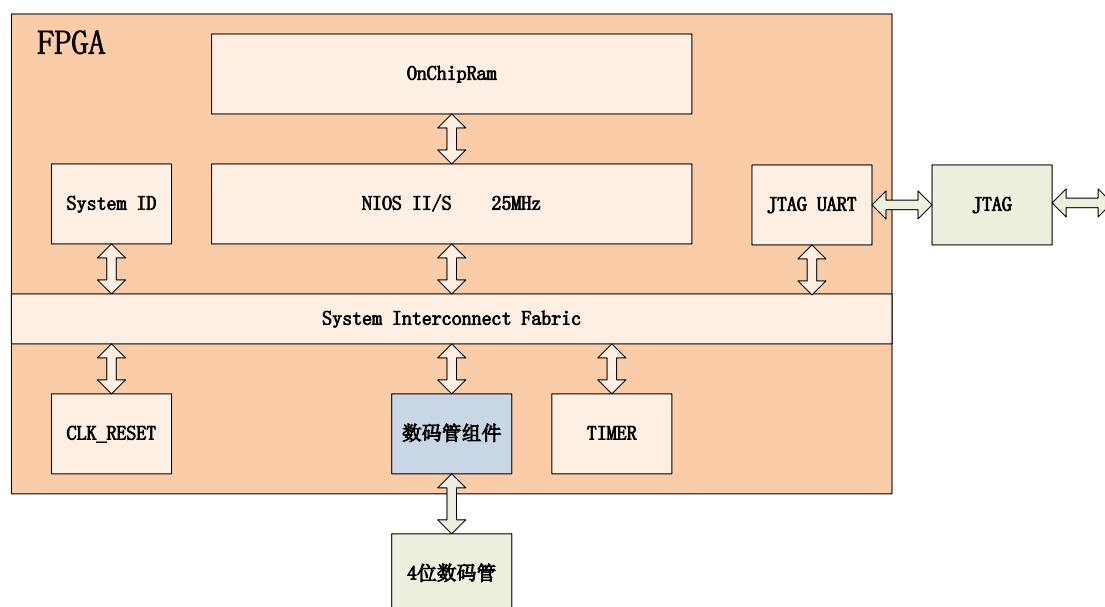 FPGA
OnChipRam
System ID
NIOS II/S 25MHz
JTAG UART
JTAG
System Interconnect Fabric
CLK_RESET
数码管组件
TIMER
4位数码管